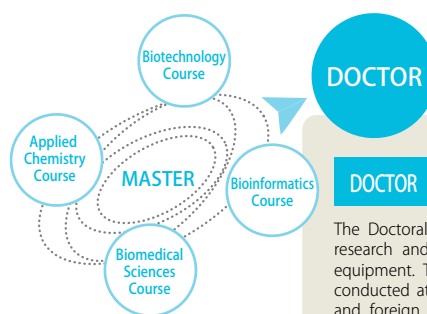 Biotechnology
Course
DOCTOR
Applied
Chemistry
Course
MASTER
Bioinformatics
Course
Biomedical
Sciences
Course
DOCTOR
The Doctoral
research and
equipment. T
conducted at
and foreign